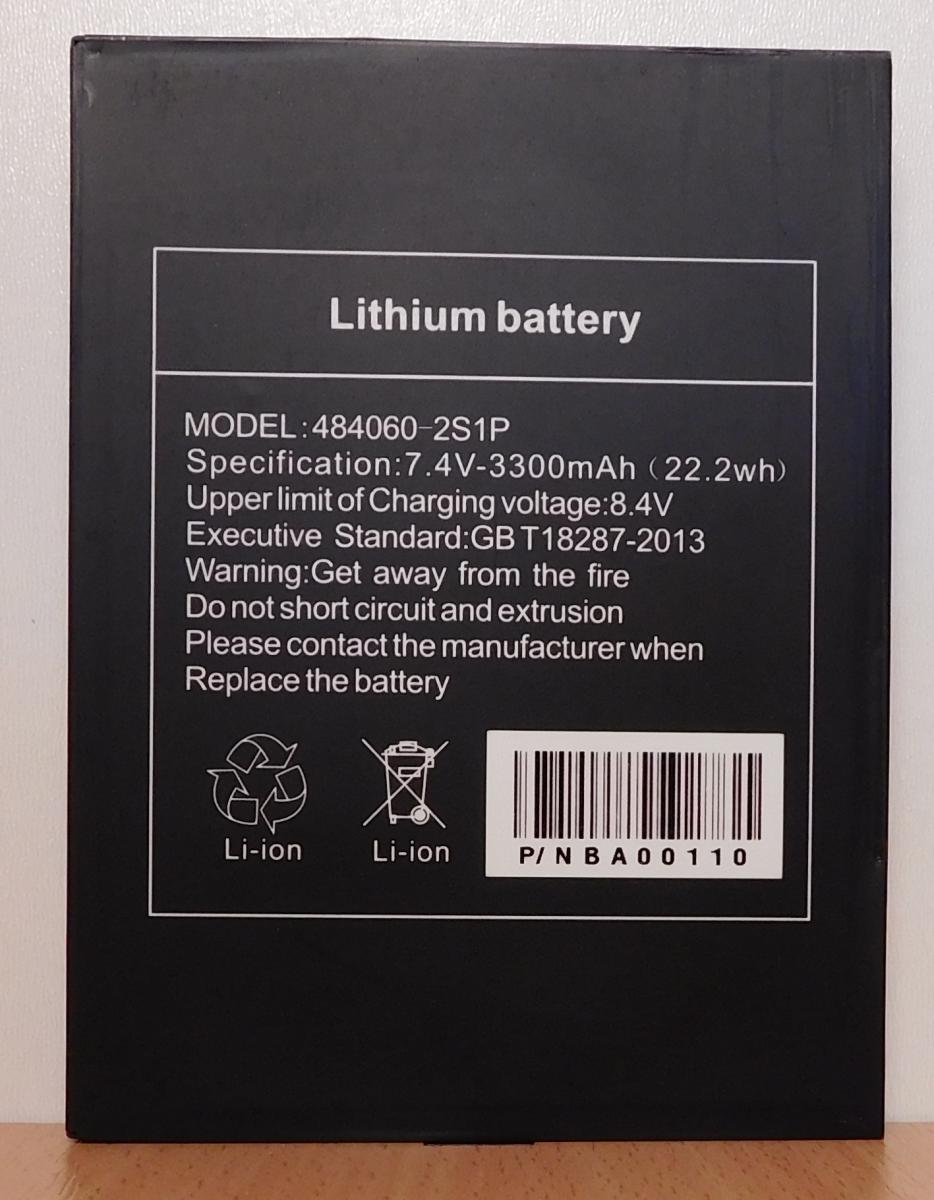 Lithium battery
MODEL:484060-2S1P
Specification:7.4V-3300mAh（22.2wh）
Upper limit of Charging voltage:8.4V
Executive Standard:GB T18287-2013
Warning:Get away from the fire
Do not short circuit and extrusion
Please contact the manufacturer when
Replace the battery
Li-ion Li-ion
P/NBA00110